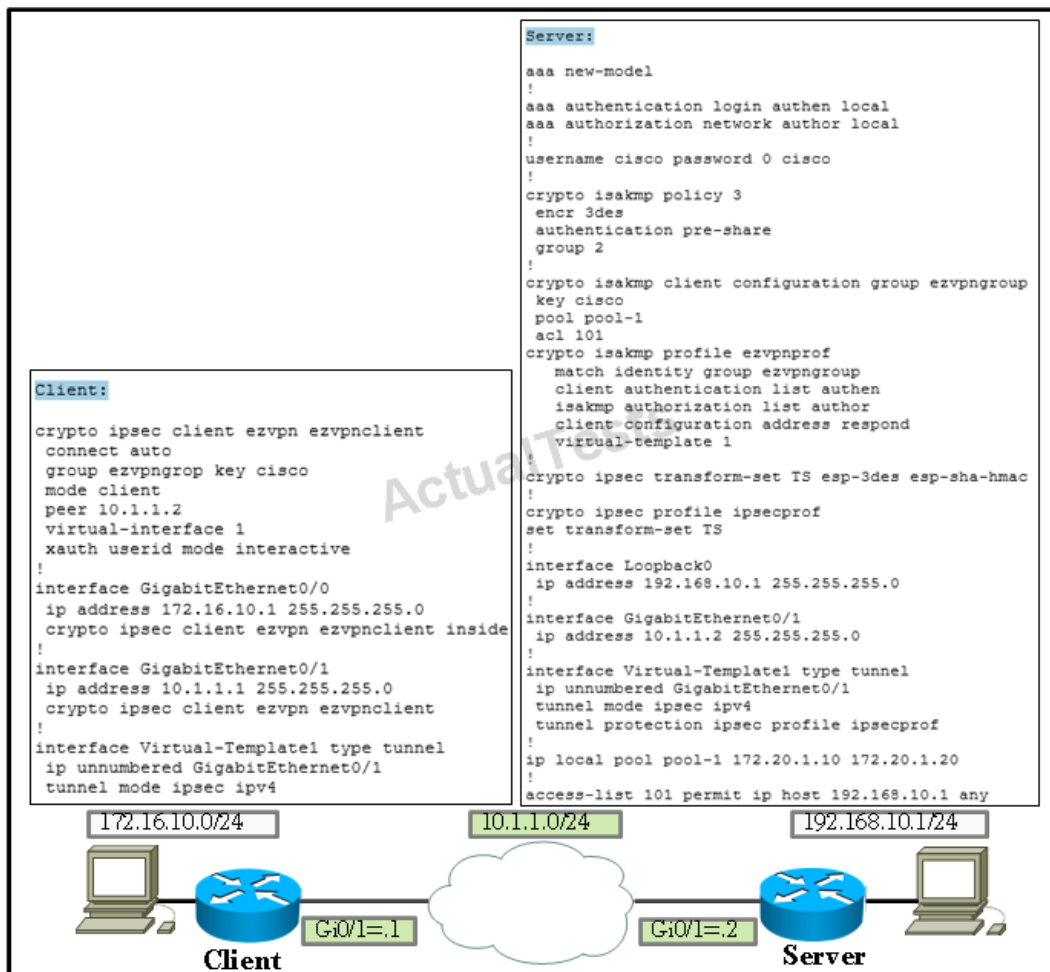 Server:
aaa new-model
!
aaa authentication login authen local
aaa authorization network author local
!
username cisco password 0 cisco
!
crypto isakmp policy 3
encr 3des
authentication pre-share
group 2
!
crypto isakmp client configuration group ezvpngroup
key cisco
pool pool-1
acl 101
crypto isakmp profile ezvpnprof
match identity group ezvpngroup
client authentication list authen
isakmp authorization list author
client configuration address respond
virtual-template 1
!
crypto ipsec transform-set TS esp-3des esp-sha-hmac
!
crypto ipsec profile ipsecprof
set transform-set TS
!
interface Loopback0
ip address 192.168.10.1 255.255.255.0
!
interface GigabitEthernet0/1
ip address 10.1.1.2 255.255.255.0
!
interface Virtual-Template1 type tunnel
ip unnumbered GigabitEthernet0/1
tunnel mode ipsec ipv4
tunnel protection ipsec profile ipsecprof
!
ip local pool pool-1 172.20.1.10 172.20.1.20
!
access-list 101 permit ip host 192.168.10.1 any
Client:
crypto ipsec client ezvpn ezvpnclient
connect auto
group ezvpngrop key cisco
mode client
peer 10.1.1.2
virtual-interface 1
xauth userid mode interactive
!
interface GigabitEthernet0/0
ip address 172.16.10.1 255.255.255.0
crypto ipsec client ezvpn ezvpnclient inside
!
interface GigabitEthernet0/1
ip address 10.1.1.1 255.255.255.0
crypto ipsec client ezvpn ezvpnclient
!
interface Virtual-Template1 type tunnel
ip unnumbered GigabitEthernet0/1
tunnel mode ipsec ipv4
ActualTests
172.16.10.0/24
10.1.1.0/24
192.168.10.1/24
Gi0/1=.1
Gi0/1=.2
Client
Server